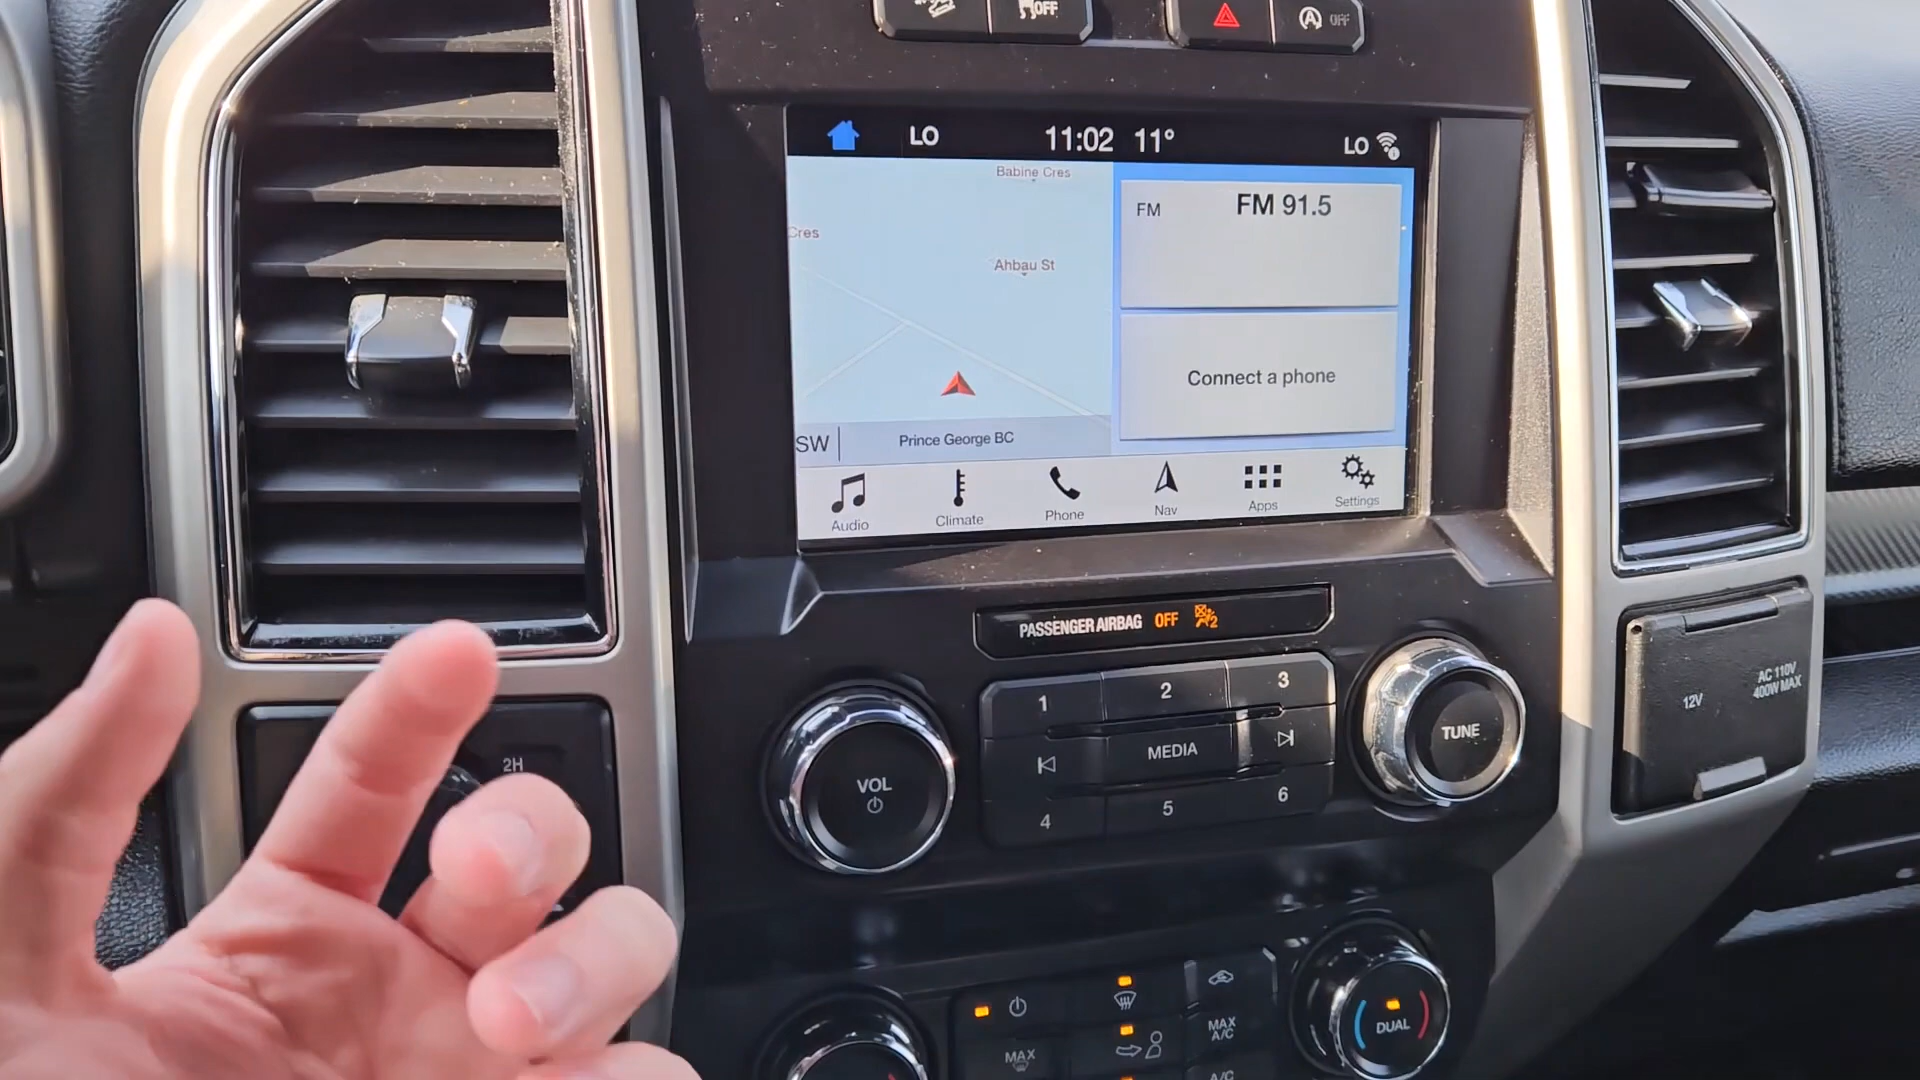 OFF
OFF
LO 11:02 11° LO
Babine Cres
Cres
Ahbau St
SW Prince George BC
FM FM 91.5
Connect a phone
Audio Climate Phone Nav Apps Settings
PASSENGER AIRBAG OFF 2
1 2 3
MEDIA
4 5 6
VOL
TUNE
2H
12V
AC 110V
400W MAX
MAX
MAX
A/C
A/C
DUAL